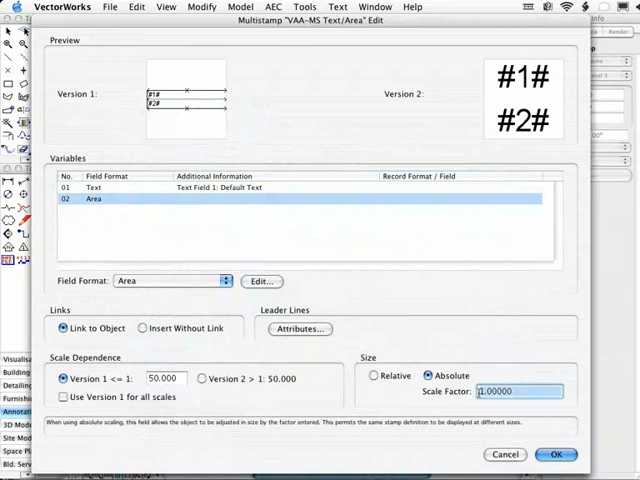 VectorWorks File Edit View Modify Model AEC Tools Text Window Help
Multistamp "VAA-MS Text/Area" Edit
Info
Render
Preview
Version 1:
#1#
#2#
Version 2:
#1#
#2#
Variables
No. Field Format Additional Information Record Format / Field
01 Text Text Field 1: Default Text
02 Area
Field Format: Area Edit...
Links
Link to Object Insert Without Link
Leader Lines
Attributes...
Scale Dependence
Version 1 <= 1: 50.000 Version 2 > 1: 50.000
Use Version 1 for all scales
Size
Relative Absolute
Scale Factor: 1.00000
When using absolute scaling, this field allows the object to be adjusted in size by the factor entered. This permits the same stamp definition to be displayed at different sizes.
Cancel OK
Visualisa
Building
Detailing
Furnishin
Annotati
3D Mode
Site Mod
Space Pl
Bld. Serv